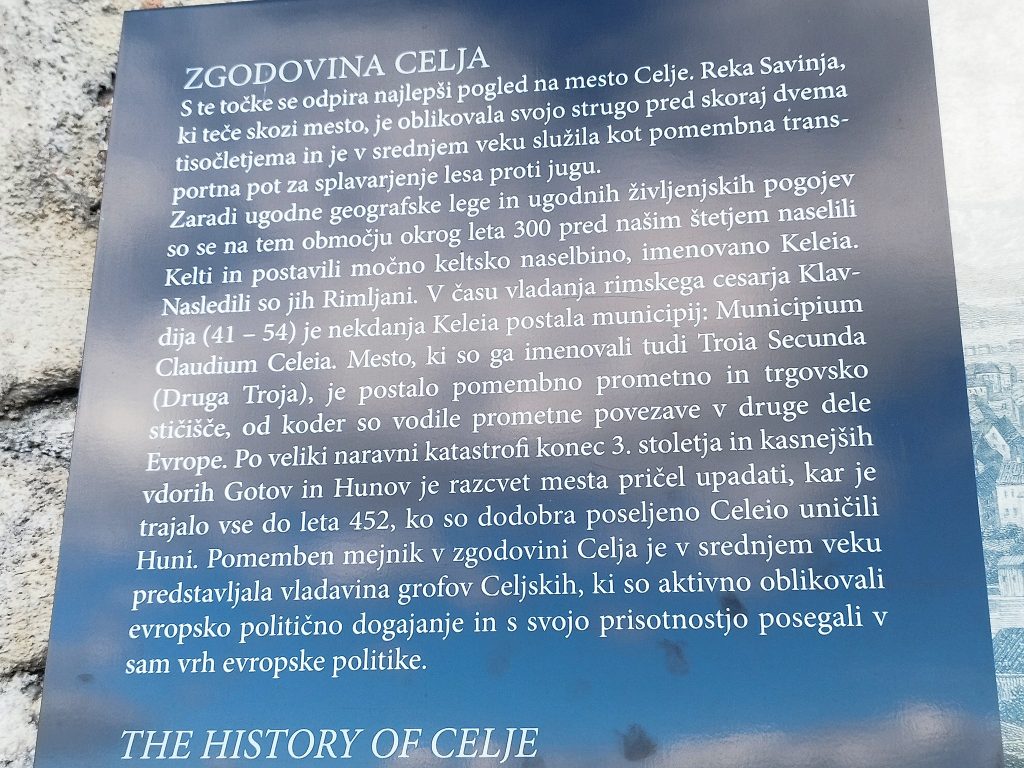 ZGODOVINA CELJA
S te točke se odpira najlepši pogled na mesto Celje. Reka Savinja,
ki teče skozi mesto, je oblikovala svojo strugo pred skoraj dvema
tisočletjema in je v srednjem veku služila kot pomembna trans-
portna pot za splavarjenje lesa proti jugu.
Zaradi ugodne geografske lege in ugodnih življenjskih pogojev
so se na tem območju okrog leta 300 pred našim štetjem naselili
Kelti in postavili močno keltsko naselbino, imenovano Keleia.
Nasledili so jih Rimljani. V času vladanja rimskega cesarja Klav-
dija (41 – 54) je nekdanja Keleia postala municipij: Municipium
Claudium Celeia. Mesto, ki so ga imenovali tudi Troia Secunda
(Druga Troja), je postalo pomembno prometno in trgovsko
stičišče, od koder so vodile prometne povezave v druge dele
Evrope. Po veliki naravni katastrofi konec 3. stoletja in kasnejših
vdorih Gotov in Hunov je razcvet mesta pričel upadati, kar je
trajalo vse do leta 452, ko so dodobra poseljeno Celeio uničili
Huni. Pomemben mejnik v zgodovini Celja je v srednjem veku
predstavljala vladavina grofov Celjskih, ki so aktivno oblikovali
evropsko politično dogajanje in s svojo prisotnostjo posegali v
sam vrh evropske politike.
THE HISTORY OF CELJE